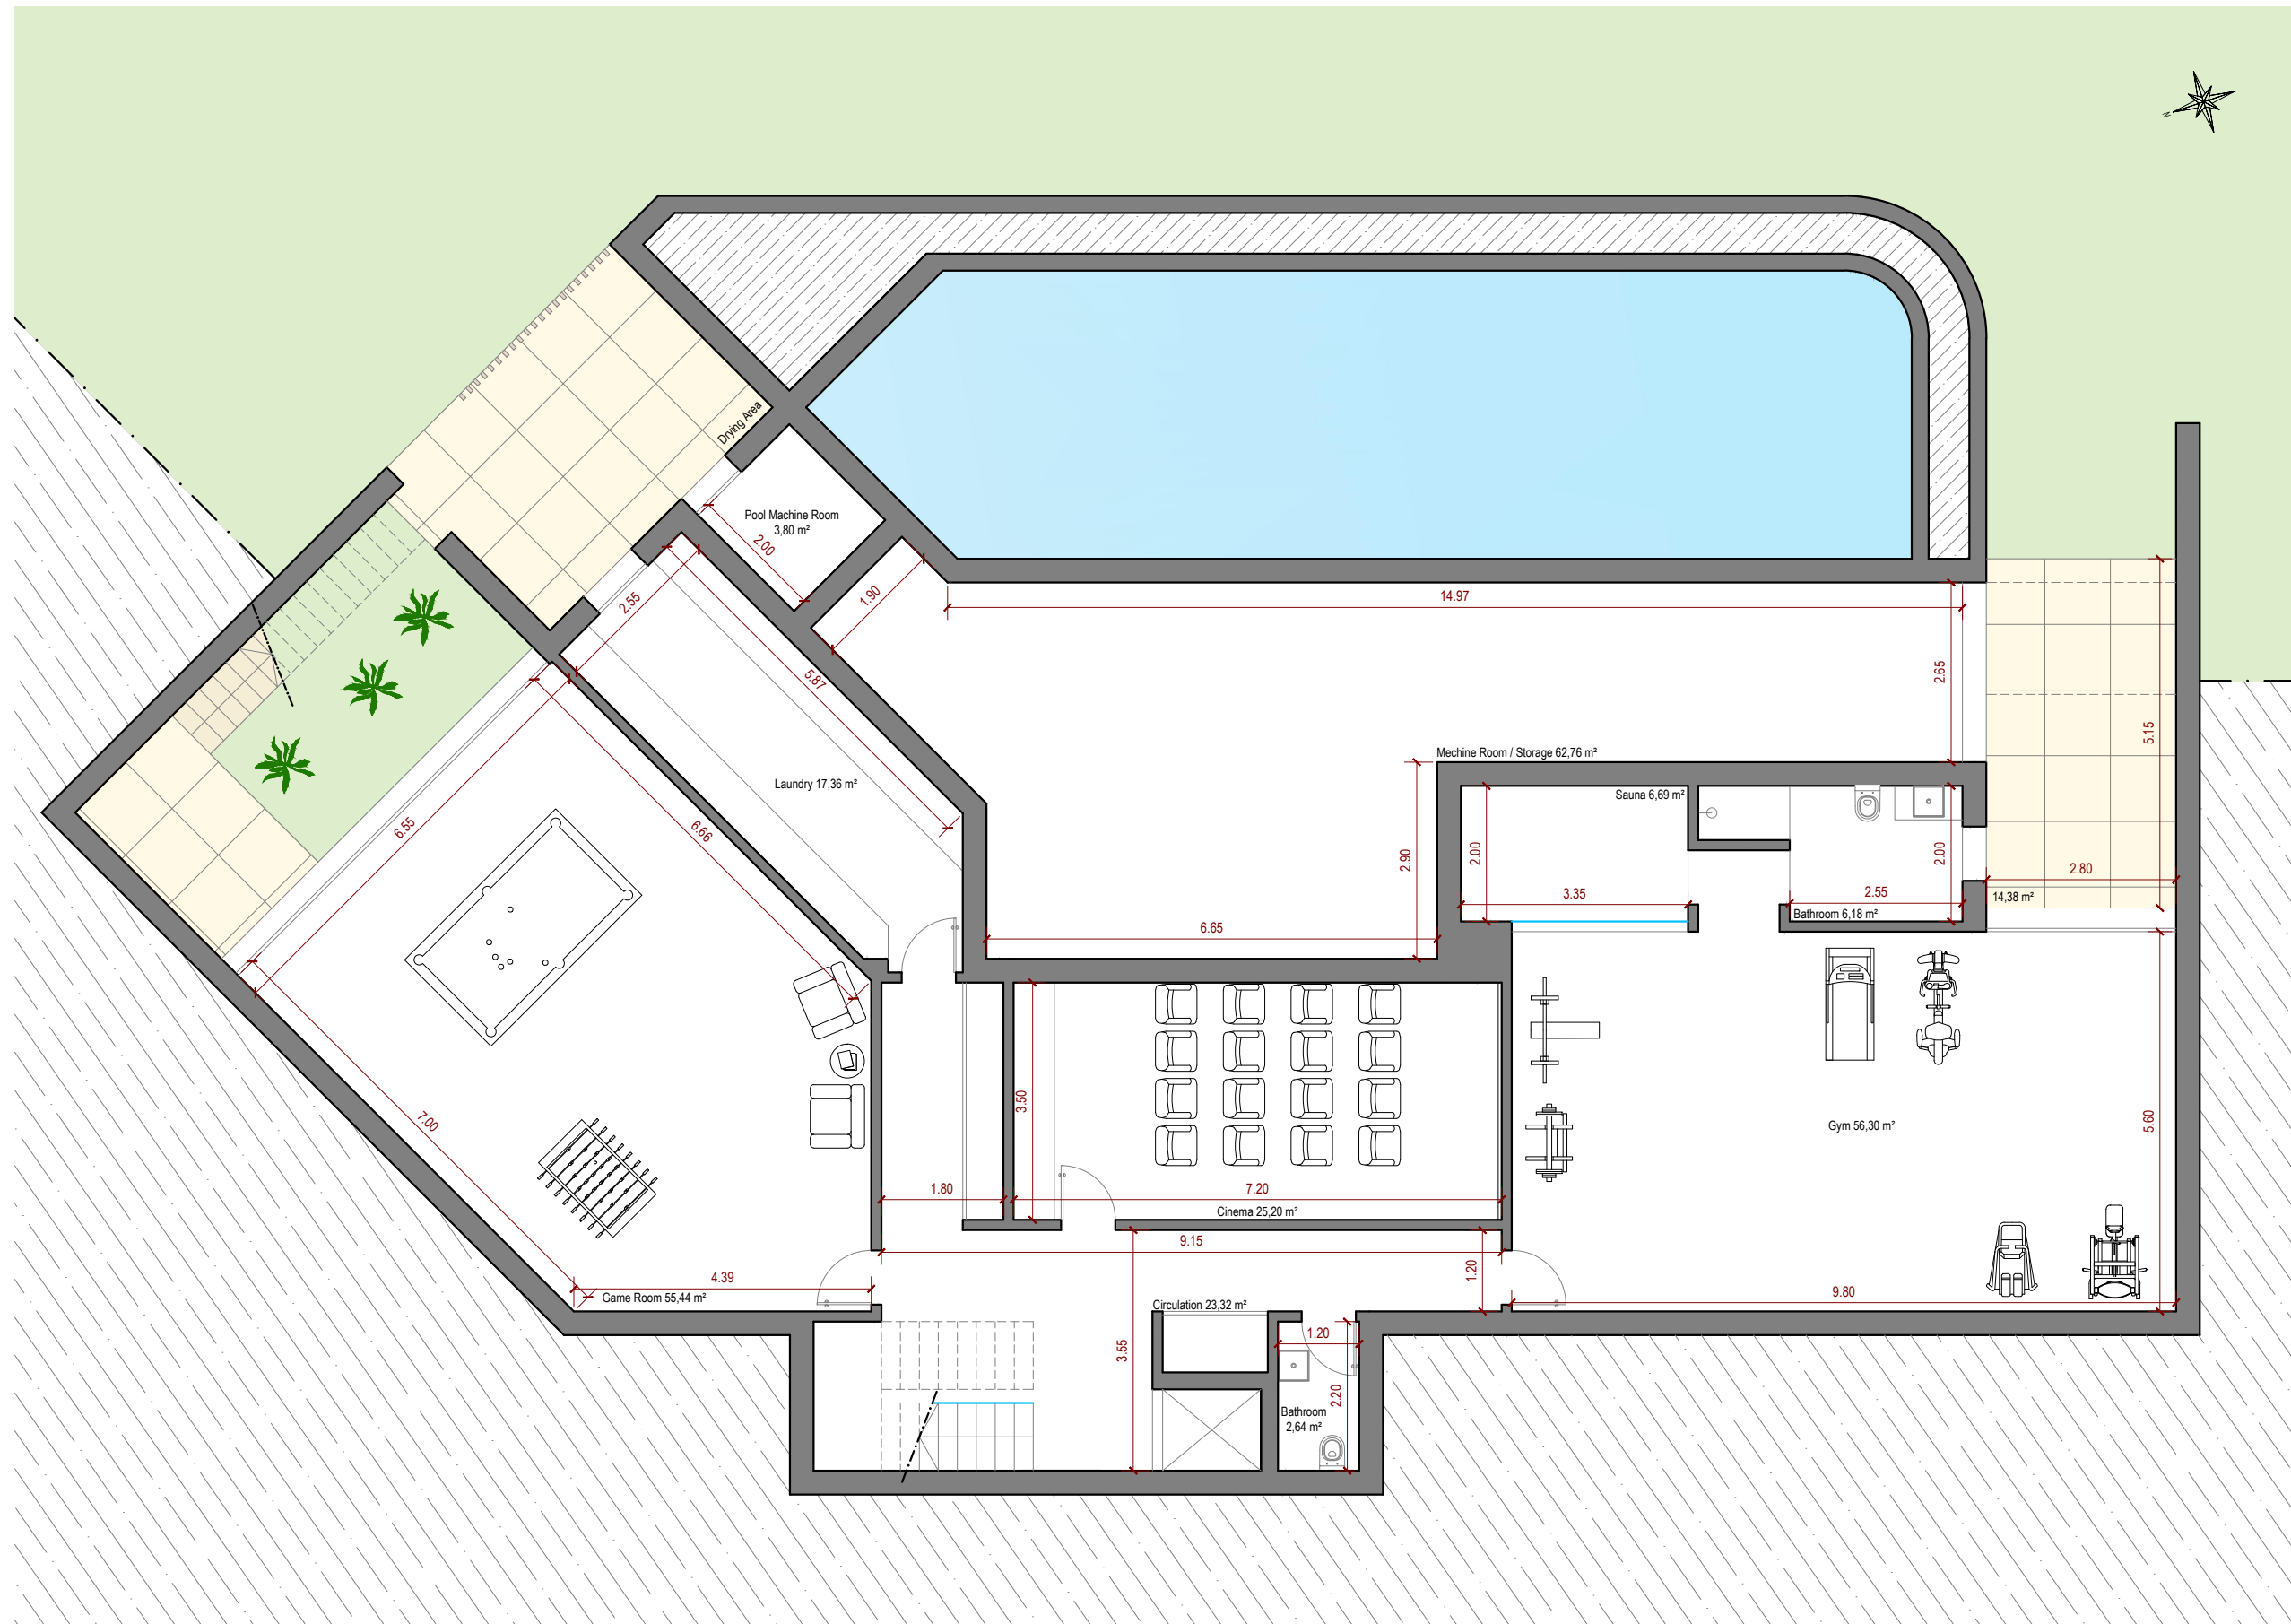 Drying Area
Pool Machine Room
3,80 m²
2.00
2.55
1.90
14.97
2.65
5.87
Mechine Room / Storage 62,76 m²
5.15
Laundry 17,36 m²
Sauna 6,69 m²
6.55
6.66
2.90
2.00
2.00
3.35
2.55
2.80
14,38 m²
Bathroom 6,18 m²
6.65
7.00
3.50
5.60
Gym 56,30 m²
1.80
7.20
Cinema 25,20 m²
9.15
1.20
4.39
Game Room 55,44 m²
9.80
Circulation 23,32 m²
3.55
1.20
2.20
Bathroom
2,64 m²